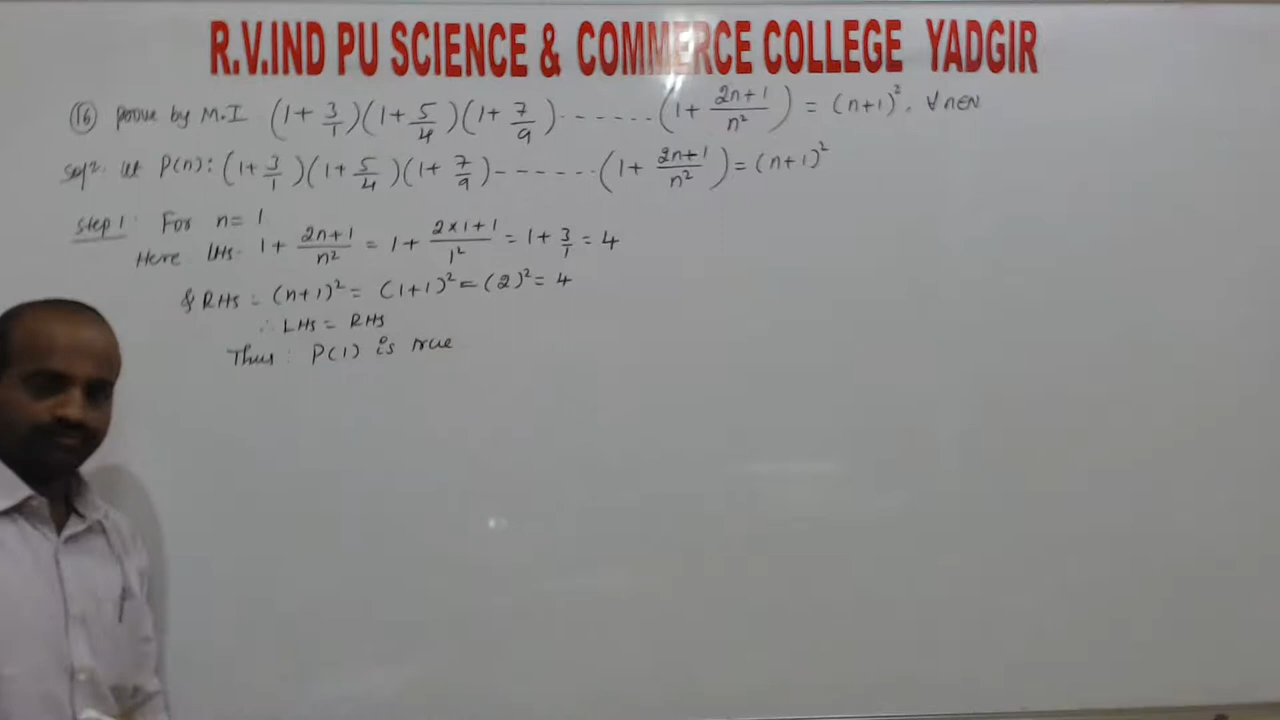 R.V.IND PU SCIENCE & COMMERCE COLLEGE YADGIR
(16) prove by M.I (1+3/1)(1+5/4)(1+7/9)-------(1+(2n+1)/n²) = (n+1)². ∀n∈N
Sol?: let P(n): (1+3/1)(1+5/4)(1+7/9)-------(1+(2n+1)/n²) = (n+1)²
Step 1: For n= 1
Here LHS. 1+(2n+1)/n² = 1+(2×1+1)/1² = 1+3/1 = 4
& RHS = (n+1)² = (1+1)² = (2)² = 4
∴ LHS = RHS
Thus : P(1) is true